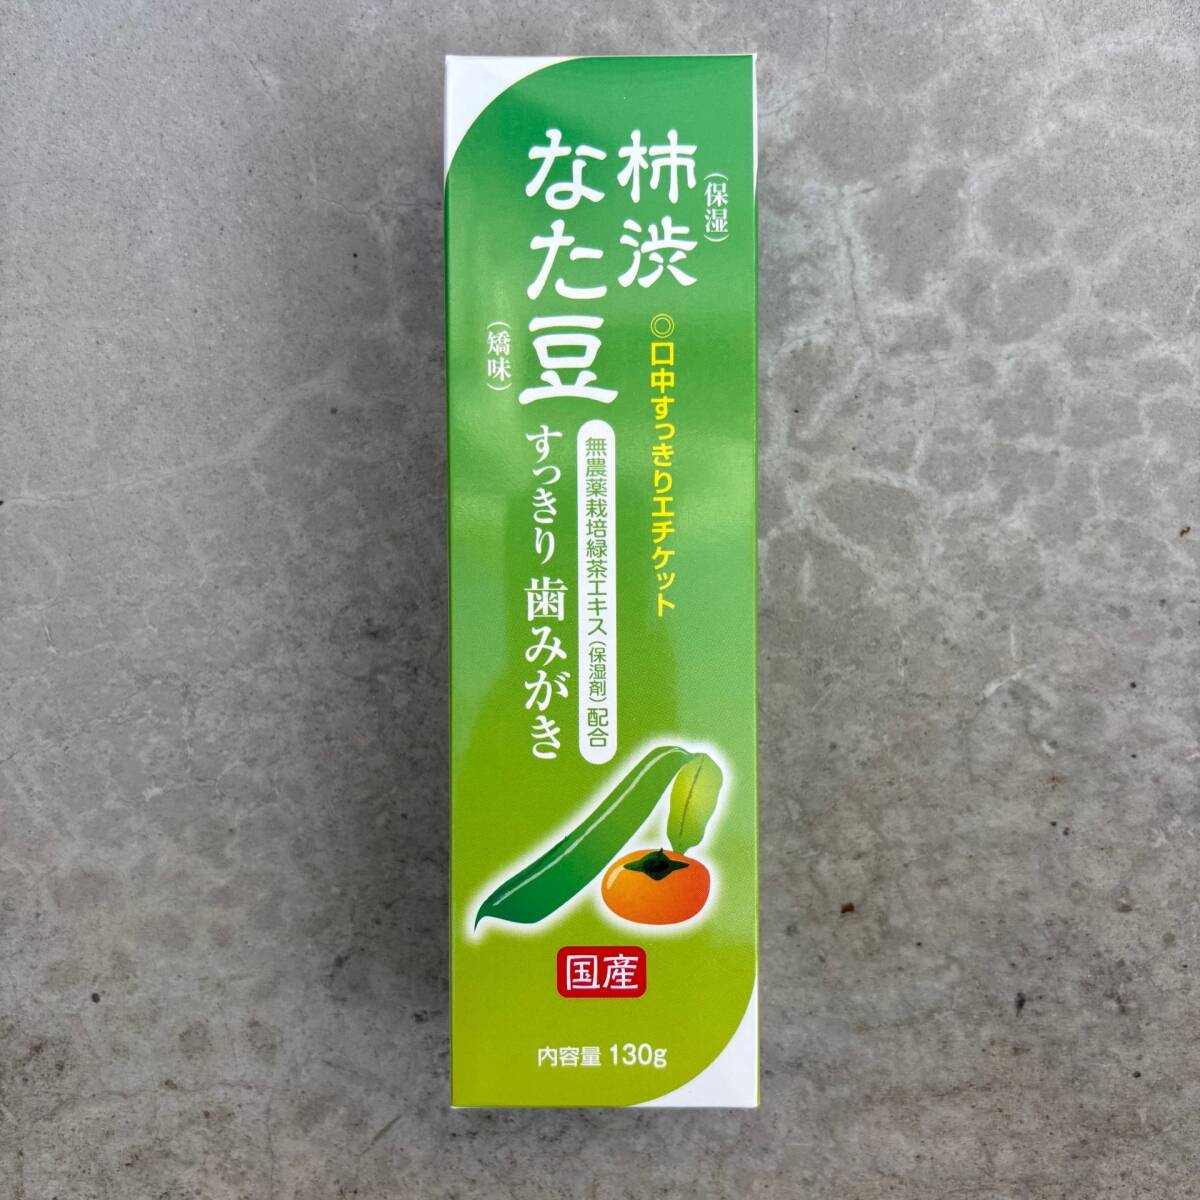 柿渋
(保湿)
なた豆
(矯味)
すっきり 歯みがき
◎口中すっきりエチケット
無農薬栽培緑茶エキス(保湿剤)配合
国産
内容量 130g